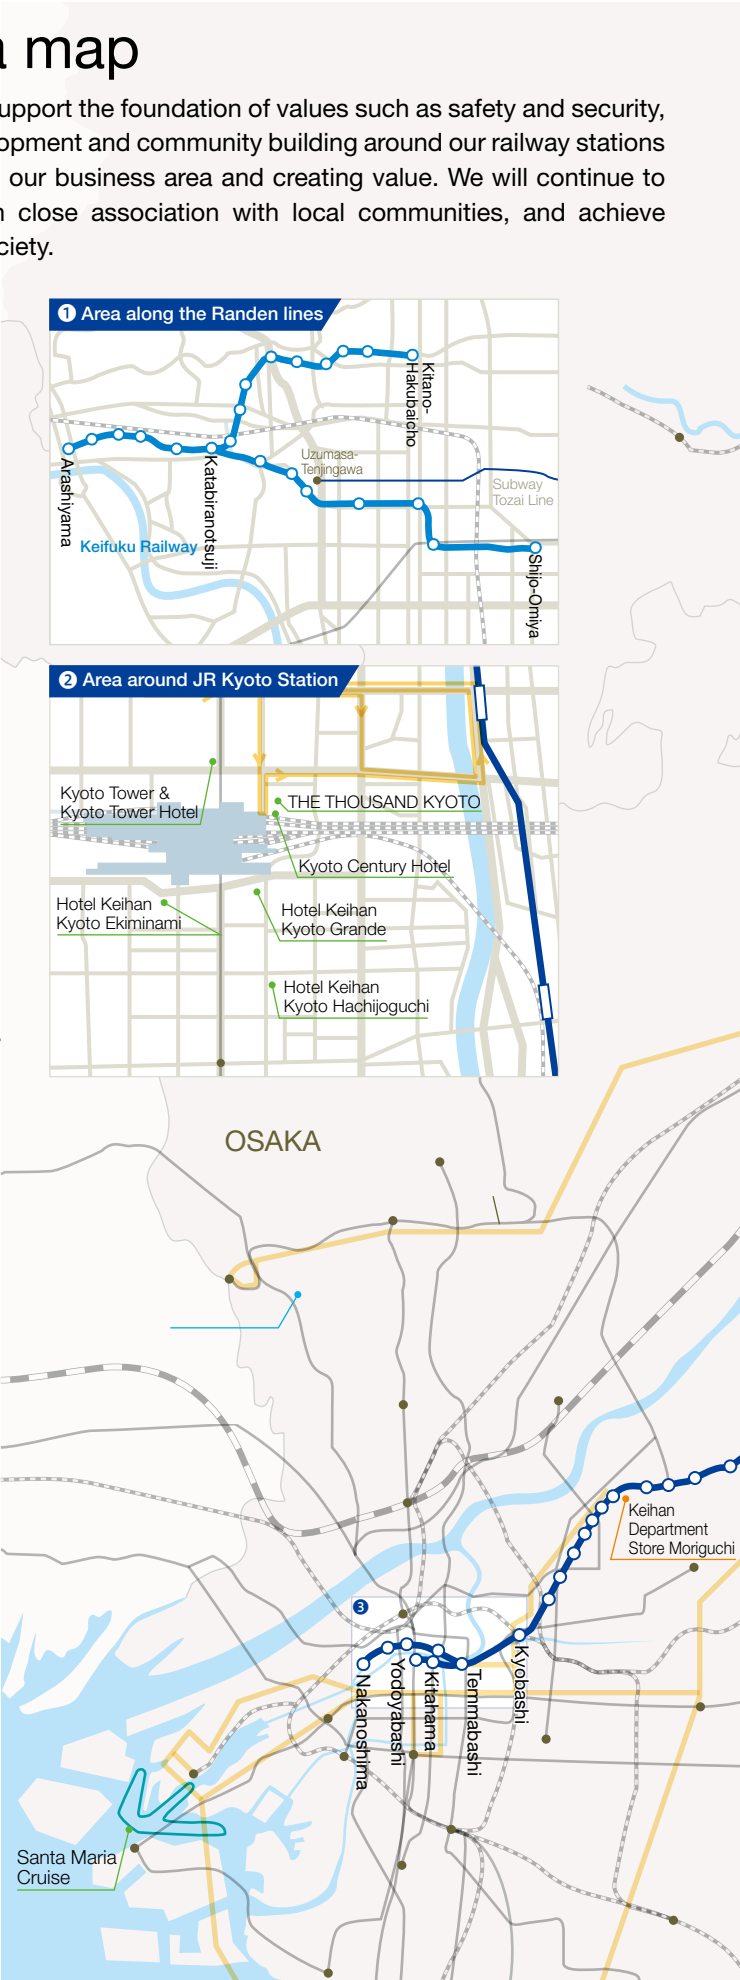 a map
upport the foundation of values such as safety and security,
opment and community building around our railway stations
our business area and creating value. We will continue to
n close association with local communities, and achieve
ciety.
1 Area along the Randen lines
Kitano-
Hakubaicho
Uzumasa-
Tenjingawa
Subway
Tozai Line
Arashiyama
Katabiranotsuji
Keifuku Railway
Shijo-Omiya
2 Area around JR Kyoto Station
Kyoto Tower &
Kyoto Tower Hotel
THE THOUSAND KYOTO
Kyoto Century Hotel
Hotel Keihan
Kyoto Ekiminami
Hotel Keihan
Kyoto Grande
Hotel Keihan
Kyoto Hachijoguchi
OSAKA
Keihan
Department
Store Moriguchi
3
Nakanoshima
Yodoyabashi
Kitahama
Temmabashi
Kyobashi
Santa Maria
Cruise